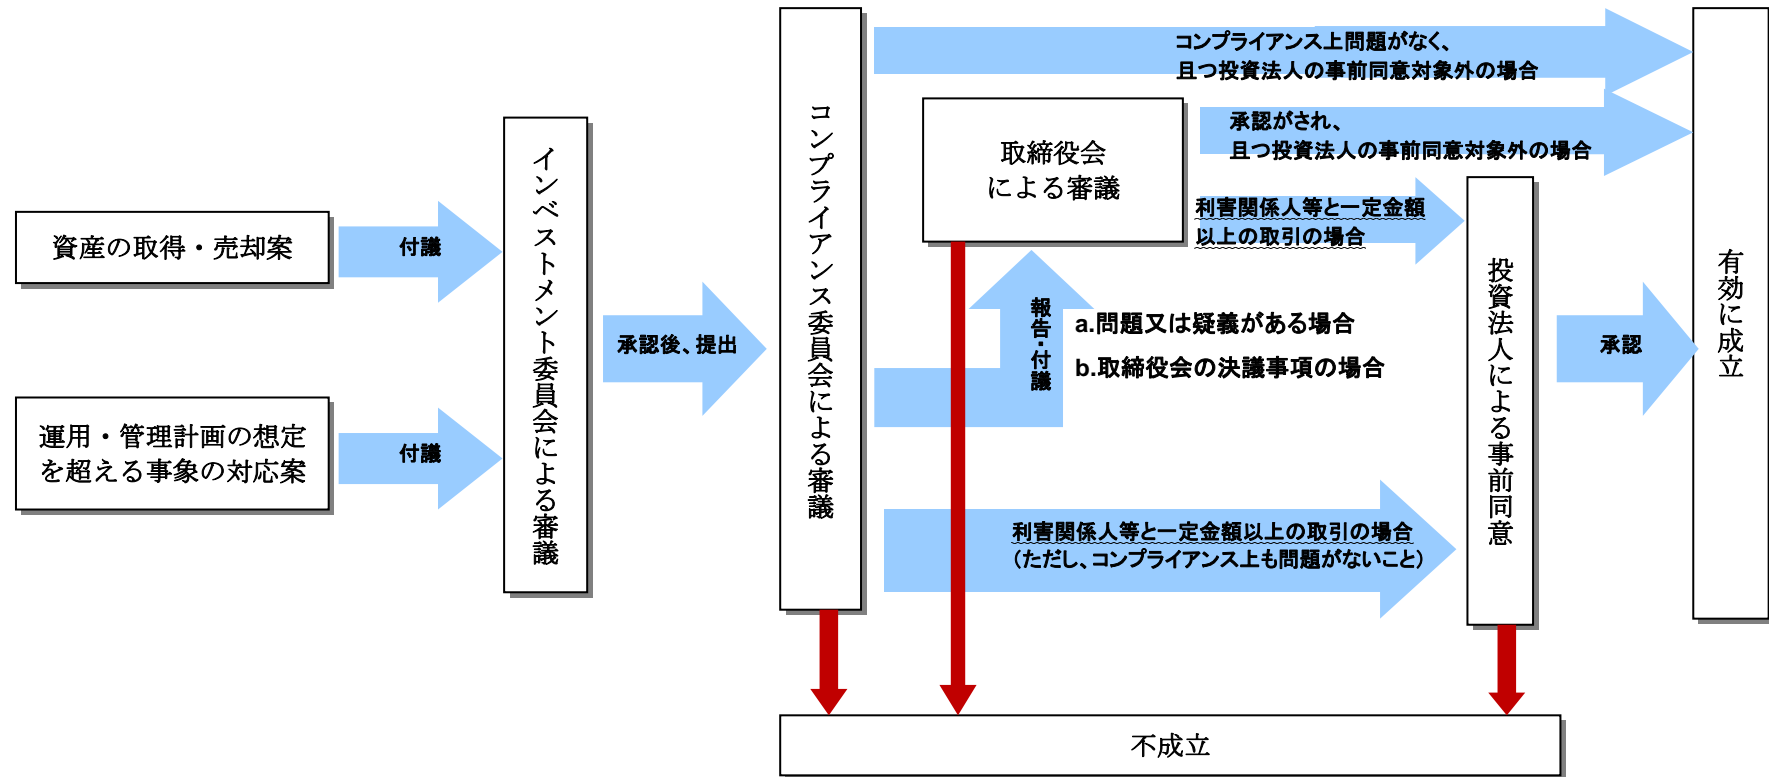 資産の取得・売却案
付議
運用・管理計画の想定
を超える事象の対応案
付議
インベストメント委員会による審議
承認後、提出
コンプライアンス委員会による審議
コンプライアンス上問題がなく、
且つ投資法人の事前同意対象外の場合
取締役会
による審議
承認がされ、
且つ投資法人の事前同意対象外の場合
利害関係人等と一定金額
以上の取引の場合
報告・付議
a.問題又は疑義がある場合
b.取締役会の決議事項の場合
利害関係人等と一定金額以上の取引の場合
（ただし、コンプライアンス上も問題がないこと）
投資法人による事前同意
承認
有効に成立
不成立